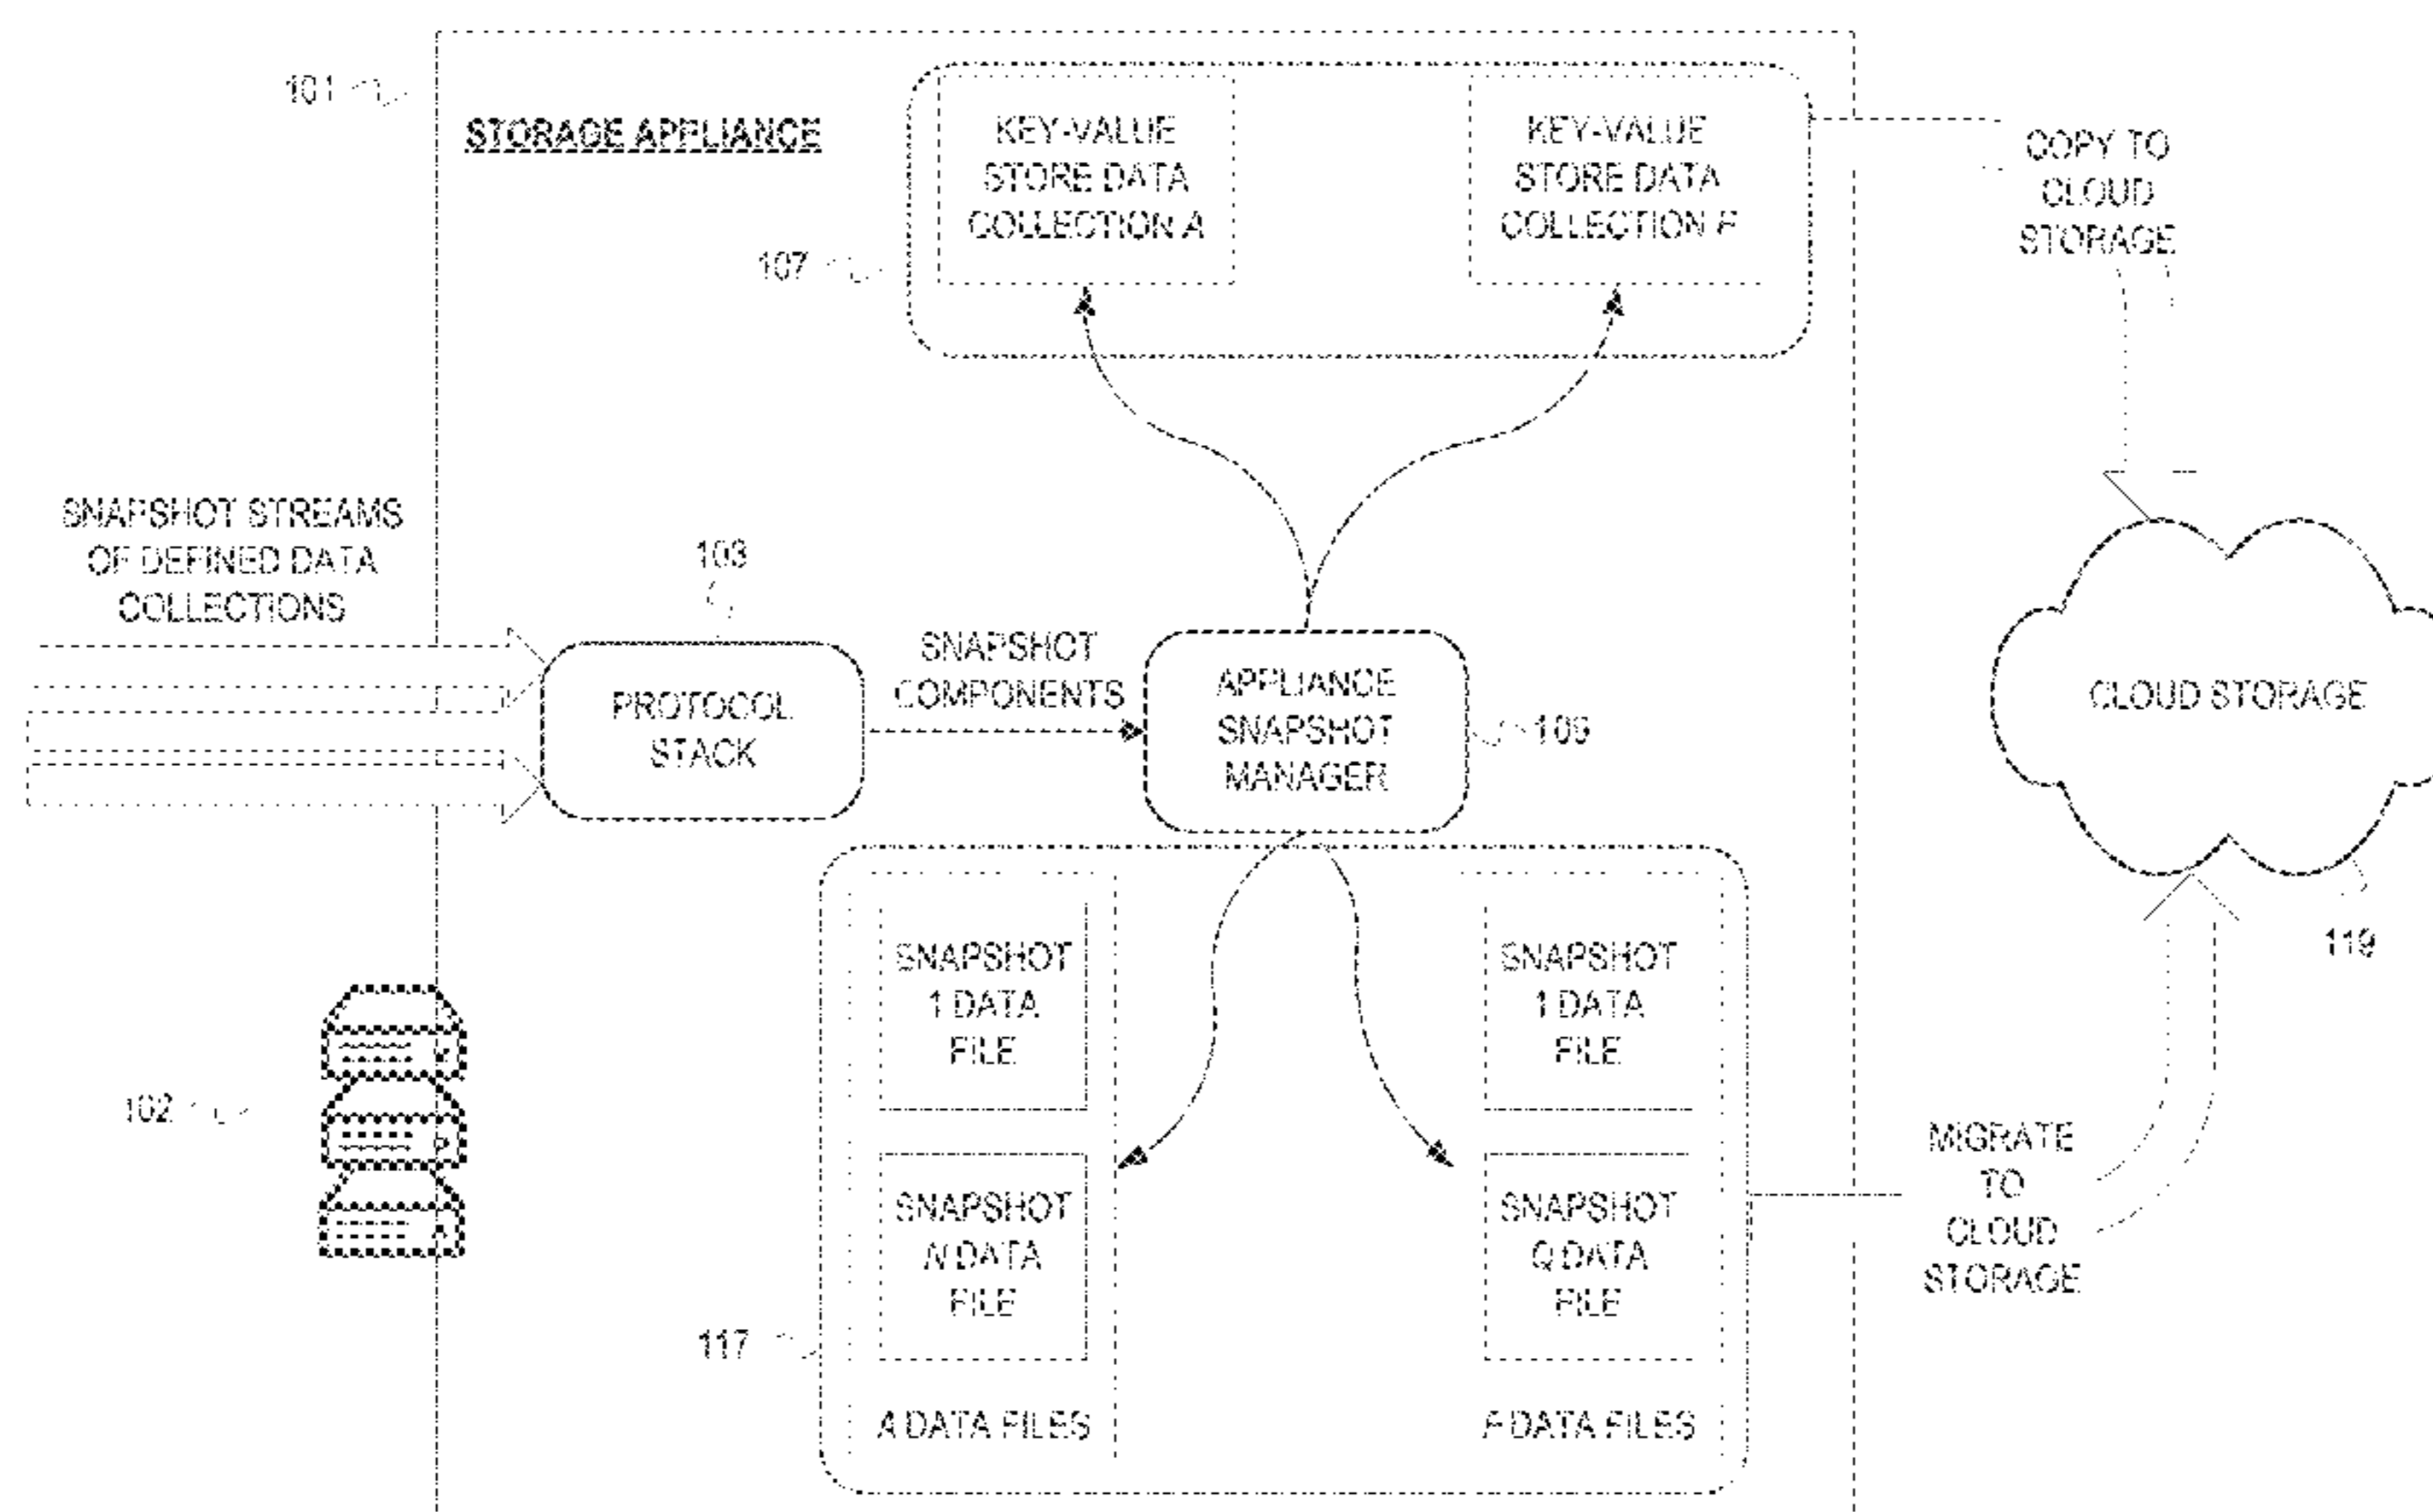 101
STORAGE APPLIANCE
KEY-VALUE
STORE DATA
COLLECTION A
KEY-VALUE
STORE DATA
COLLECTION
107
COPY TO
CLOUD
STORAGE
SNAPSHOT STREAMS
OF DEFINED DATA
COLLECTIONS
103
PROTOCOL
STACK
SNAPSHOT
COMPONENTS
APPLIANCE
SNAPSHOT
MANAGER
CLOUD STORAGE
119
SNAPSHOT
1 DATA
FILE
SNAPSHOT
1 DATA
FILE
102
SNAPSHOT
N DATA
FILE
SNAPSHOT
Q DATA
FILE
MIGRATE
TO
CLOUD
STORAGE
117
A DATA FILES
DATA FILES